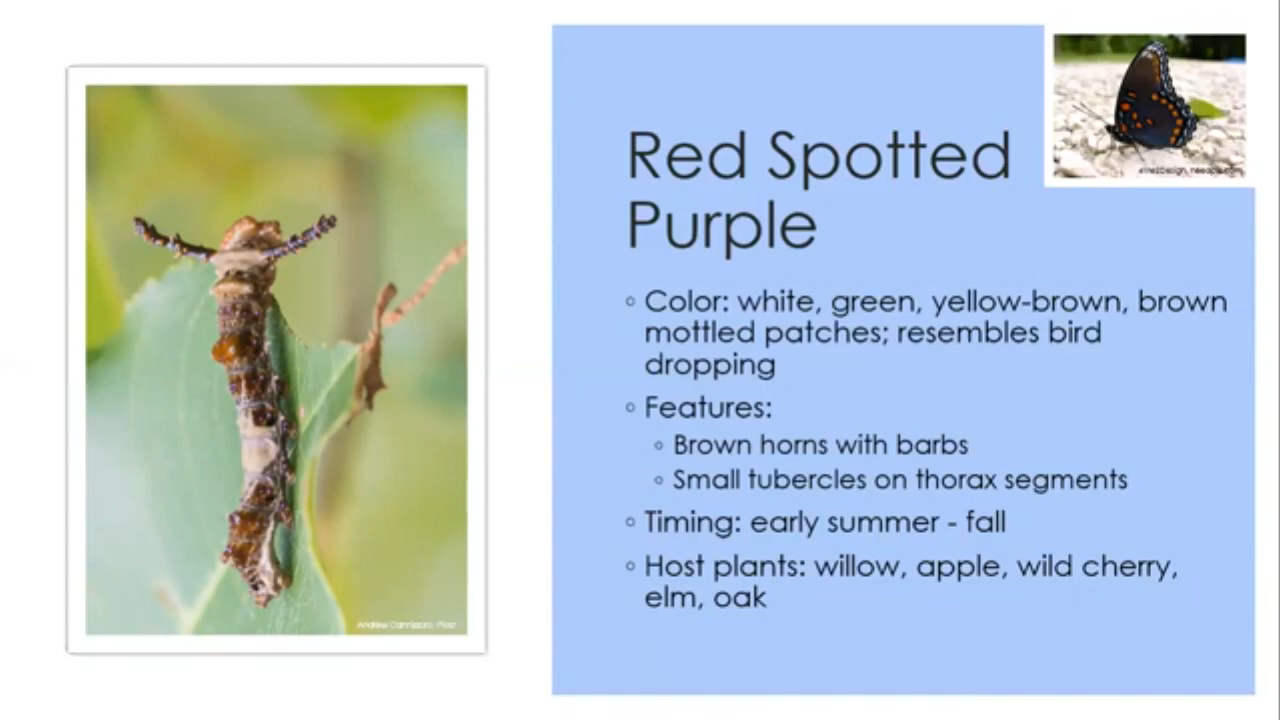 Red Spotted
Purple
◦ Color: white, green, yellow-brown, brown
mottled patches; resembles bird
dropping
◦ Features:
◦ Brown horns with barbs
◦ Small tubercles on thorax segments
◦ Timing: early summer - fall
◦ Host plants: willow, apple, wild cherry,
elm, oak